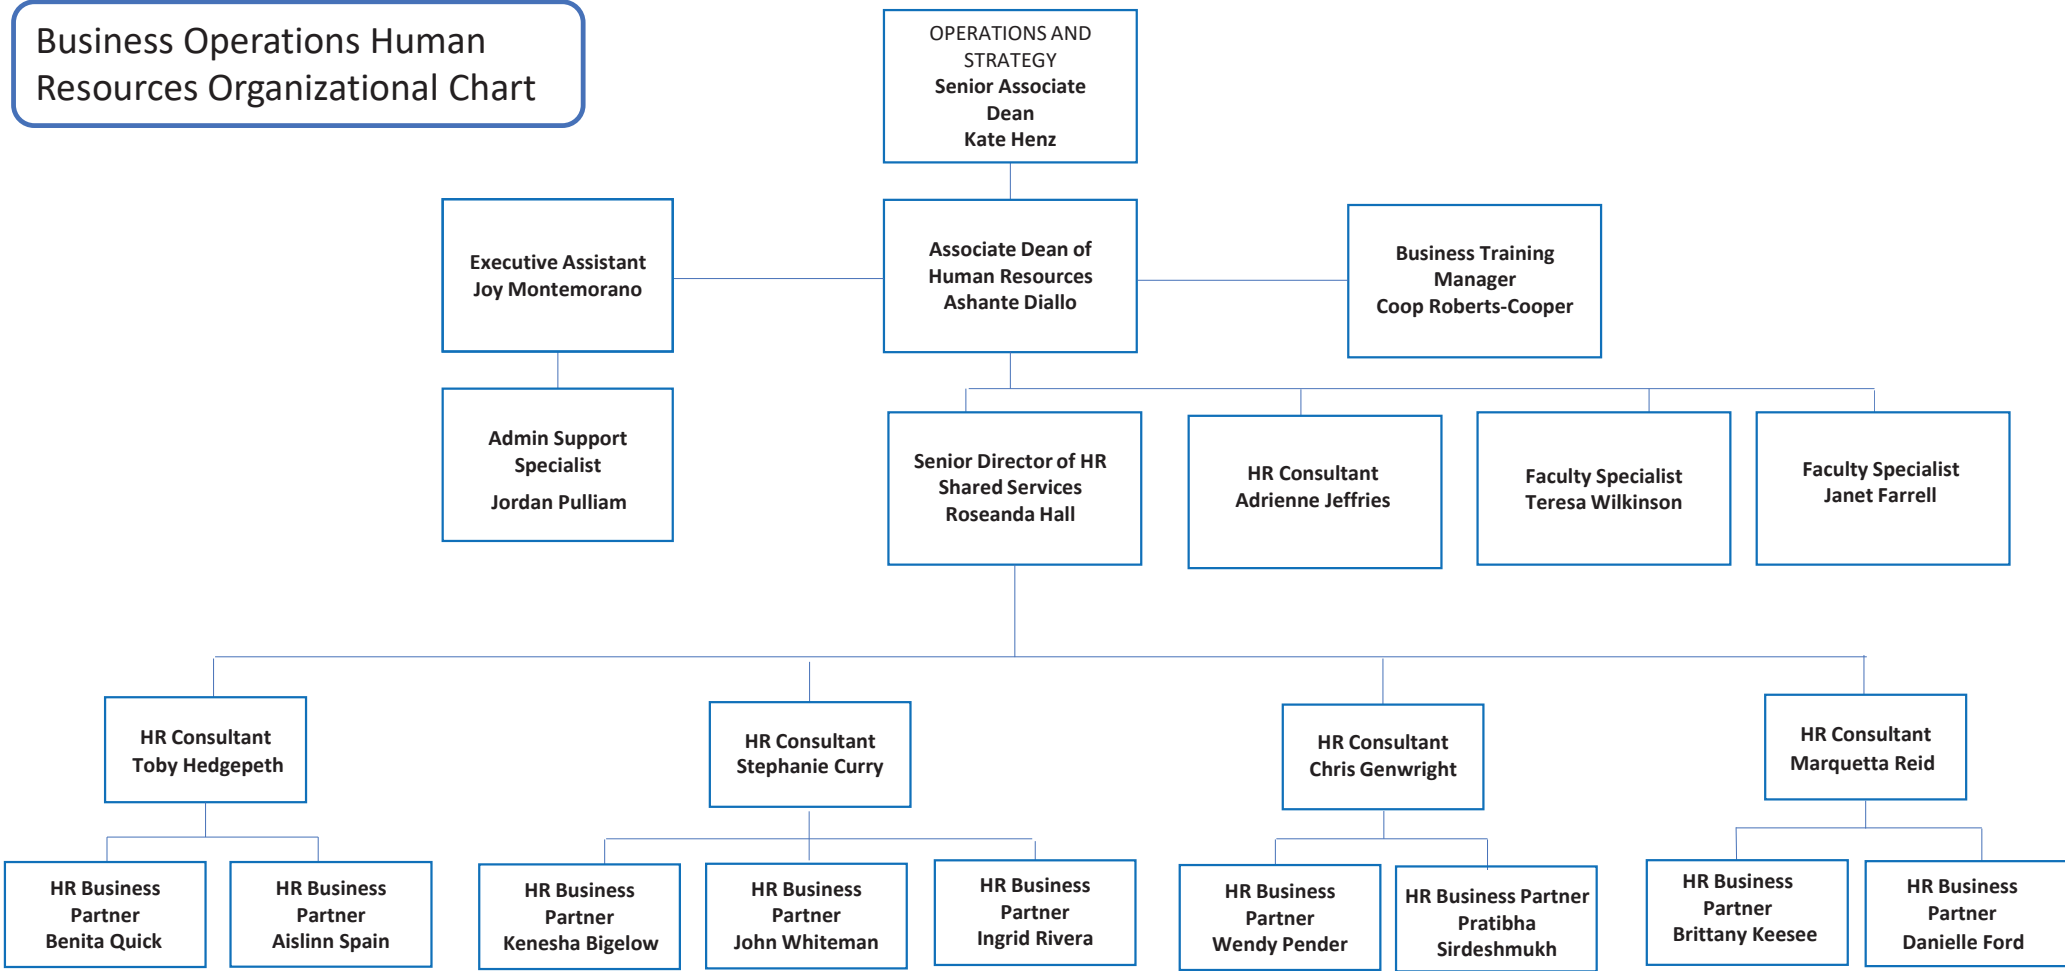 Business Operations Human
Resources Organizational Chart
OPERATIONS AND
STRATEGY
Senior Associate
Dean
Kate Henz
Executive Assistant
Joy Montemorano
Associate Dean of
Human Resources
Ashante Diallo
Business Training
Manager
Coop Roberts-Cooper
Admin Support
Specialist
Jordan Pulliam
Senior Director of HR
Shared Services
Roseanda Hall
HR Consultant
Adrienne Jeffries
Faculty Specialist
Teresa Wilkinson
Faculty Specialist
Janet Farrell
HR Consultant
Toby Hedgepeth
HR Consultant
Stephanie Curry
HR Consultant
Chris Genwright
HR Consultant
Marquetta Reid
HR Business
Partner
Benita Quick
HR Business
Partner
Aislinn Spain
HR Business
Partner
Kenesha Bigelow
HR Business
Partner
John Whiteman
HR Business
Partner
Ingrid Rivera
HR Business
Partner
Wendy Pender
HR Business Partner
Pratibha
Sirdeshmukh
HR Business
Partner
Brittany Keesee
HR Business
Partner
Danielle Ford